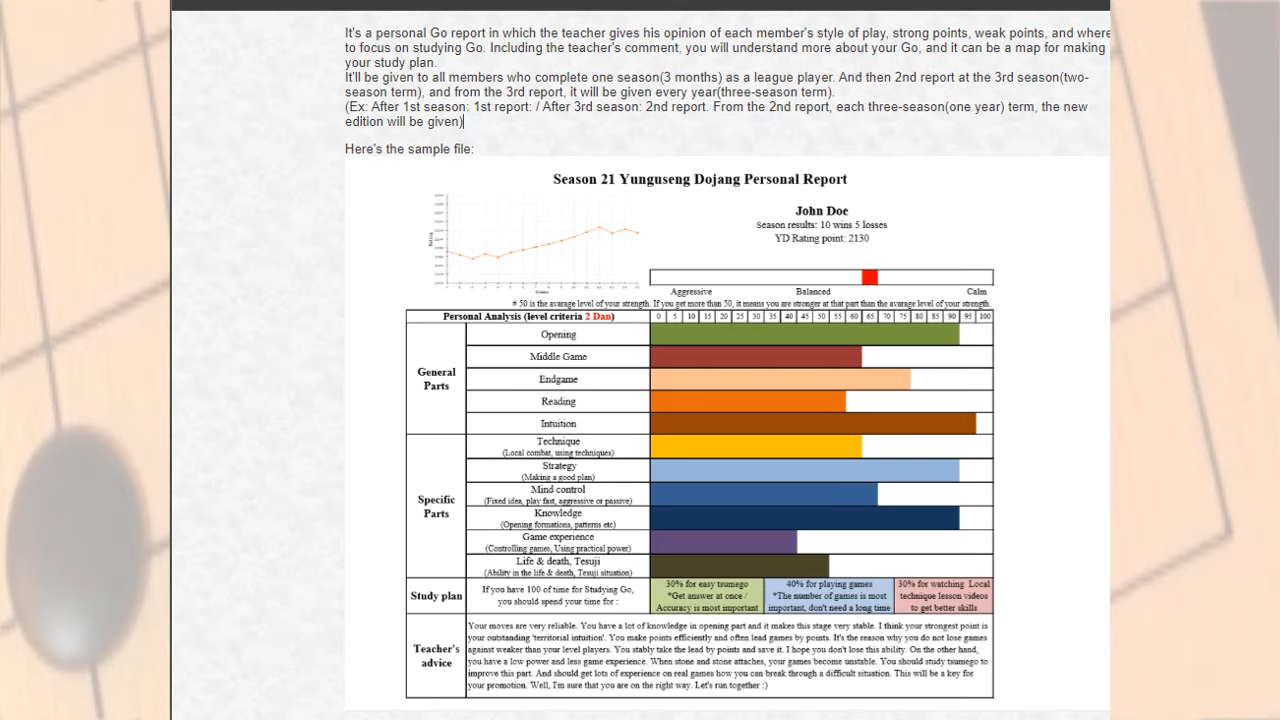 It's a personal Go report in which the teacher gives his opinion of each member's style of play, strong points, weak points, and where
to focus on studying Go. Including the teacher's comment, you will understand more about your Go, and it can be a map for making
your study plan.
It'll be given to all members who complete one season(3 months) as a league player. And then 2nd report at the 3rd season(two-
season term), and from the 3rd report, it will be given every year(three-season term).
(Ex: After 1st season: 1st report: / After 3rd season: 2nd report. From the 2nd report, each three-season(one year) term, the new
edition will be given)
Here's the sample file:
Season 21 Yunguseng Dojang Personal Report
John Doe
Season results: 10 wins 5 losses
YD Rating point: 2130
Rating
Aggressive Balanced Calm
# 50 is the avarage level of your strength. If you get more than 50, it means you are stronger at that part than the avarage level of your strength.
Personal Analysis (level criteria 2 Dan) 0 5 10 15 20 25 30 35 40 45 50 55 60 65 70 75 80 85 90 95 100
General
Parts
Opening
Middle Game
Endgame
Reading
Intuition
Specific
Parts
Technique
(Local combat, using techniques)
Strategy
(Making a good plan)
Mind control
(Fixed idea, play fast, aggressive or passive)
Knowledge
(Opening formations, patterns etc)
Game experience
(Controlling games, Using practical power)
Life & death, Tesuji
(Ability in the life & death, Tesuji situation)
Study plan
If you have 100 of time for Studying Go,
you should spend your time for :
30% for easy tsumego
*Get answer at once /
Accuracy is most important
40% for playing games
*The number of games is most
important, don't need a long time
30% for watching Local
technique lesson videos
to get better skills
Teacher's
advice
Your moves are very reliable. You have a lot of knowledge in opening part and it makes this stage very stable. I think your strongest point is
your outstanding 'territorial intuition'. You make points efficiently and often lead games by points. It's the reason why you do not lose games
against weaker than your level players. You stably take the lead by points and save it. I hope you don't lose this ability. On the other hand,
you have a low power and less game experience. When stone and stone attaches, your games become unstable. You should study tsumego to
improve this part. And should get lots of experience on real games how you can break through a difficult situation. This will be a key for
your promotion. Well, I'm sure that you are on the right way. Let's run together :)